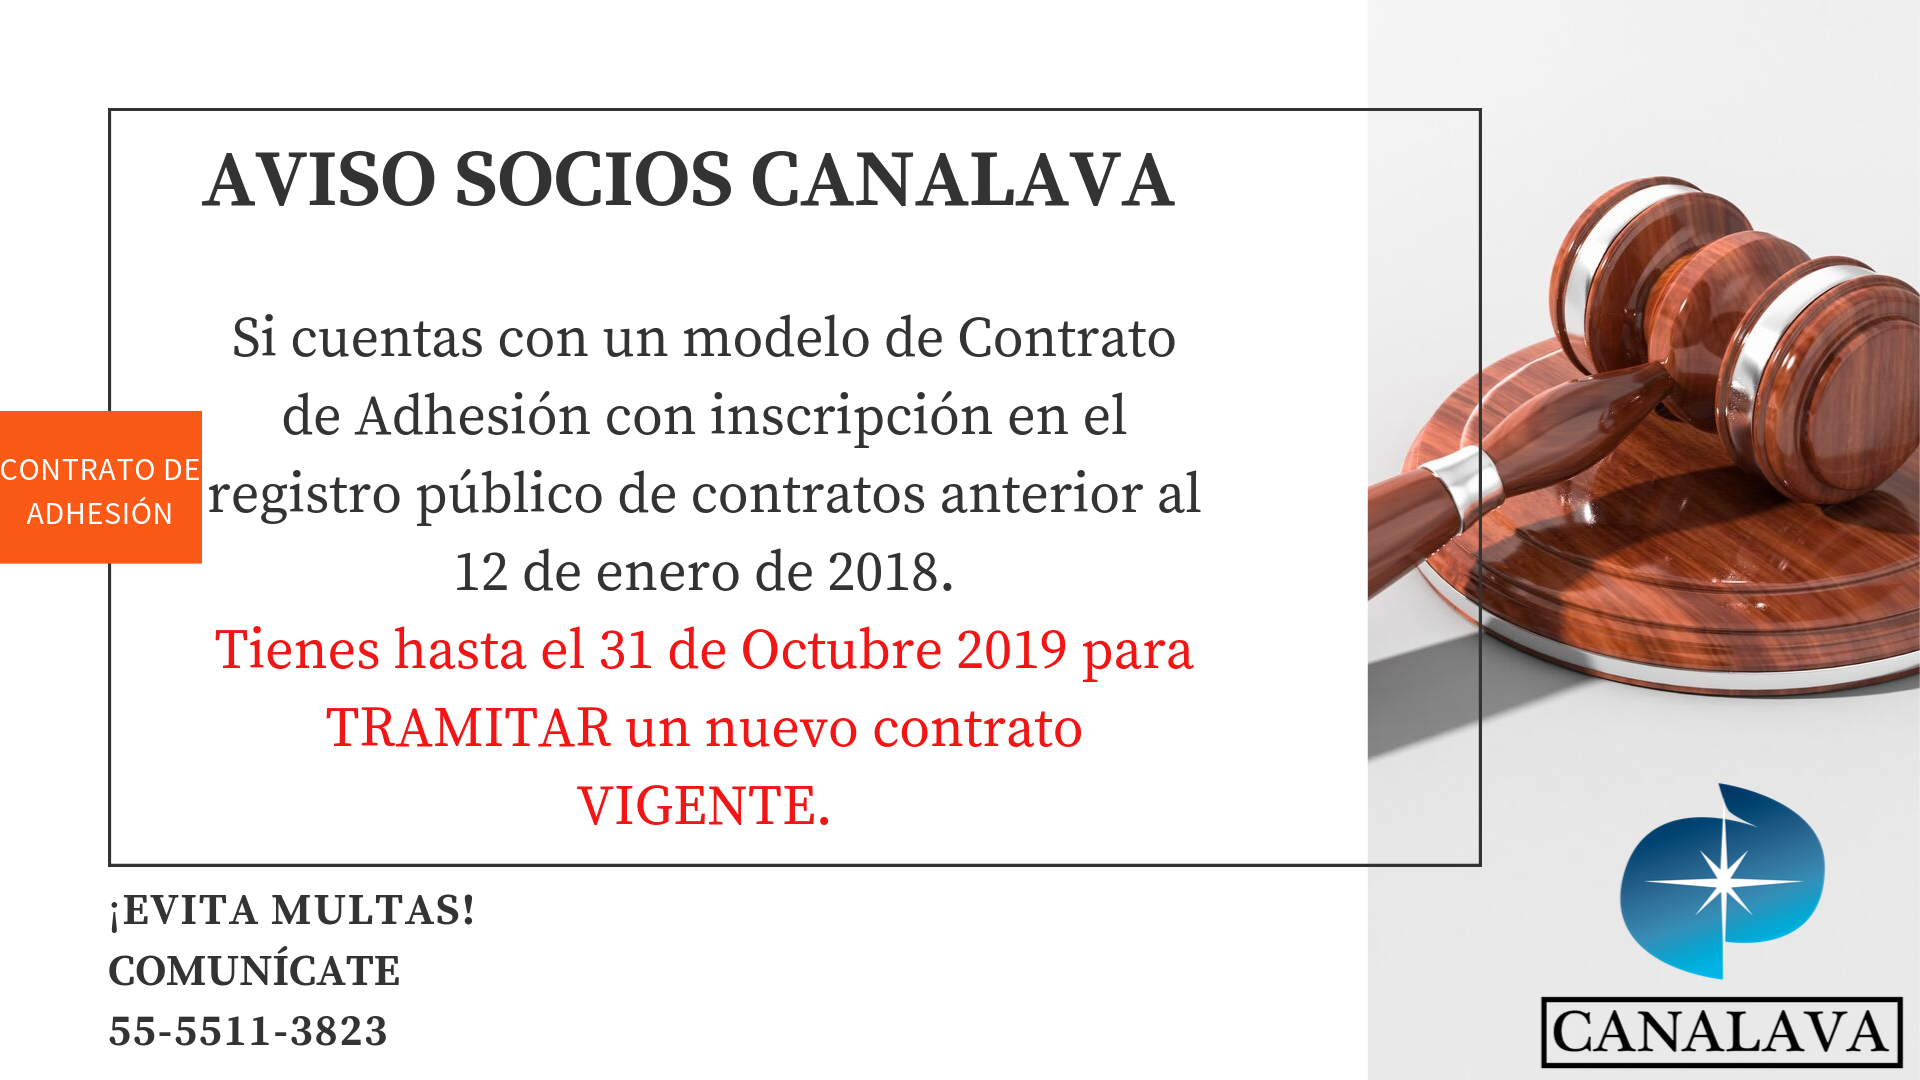 AVISO SOCIOS CANALAVA
Si cuentas con un modelo de Contrato
de Adhesión con inscripción en el
registro público de contratos anterior al
12 de enero de 2018.
Tienes hasta el 31 de Octubre 2019 para
TRAMITAR un nuevo contrato
VIGENTE.
CONTRATO DE
ADHESIÓN
¡EVITA MULTAS!
COMUNÍCATE
55-5511-3823
CANALAVA